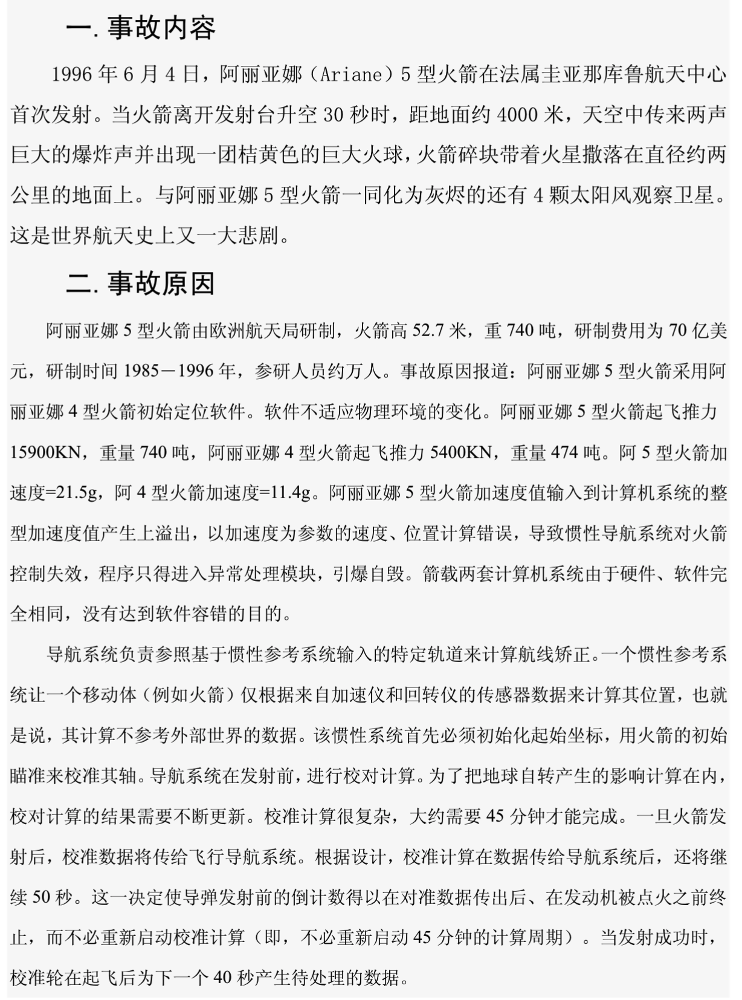 一.事故内容
1996 年 6 月 4 日，阿丽亚娜（Ariane）5 型火箭在法属圭亚那库鲁航天中心
首次发射。当火箭离开发射台升空 30 秒时，距地面约 4000 米，天空中传来两声
巨大的爆炸声并出现一团桔黄色的巨大火球，火箭碎块带着火星撒落在直径约两
公里的地面上。与阿丽亚娜 5 型火箭一同化为灰烬的还有 4 颗太阳风观察卫星。
这是世界航天史上又一大悲剧。
二.事故原因
阿丽亚娜 5 型火箭由欧洲航天局研制，火箭高 52.7 米，重 740 吨，研制费用为 70 亿美
元，研制时间 1985－1996 年，参研人员约万人。事故原因报道：阿丽亚娜 5 型火箭采用阿
丽亚娜 4 型火箭初始定位软件。软件不适应物理环境的变化。阿丽亚娜 5 型火箭起飞推力
15900KN，重量 740 吨，阿丽亚娜 4 型火箭起飞推力 5400KN，重量 474 吨。阿 5 型火箭加
速度=21.5g，阿 4 型火箭加速度=11.4g。阿丽亚娜 5 型火箭加速度值输入到计算机系统的整
型加速度值产生上溢出，以加速度为参数的速度、位置计算错误，导致惯性导航系统对火箭
控制失效，程序只得进入异常处理模块，引爆自毁。箭载两套计算机系统由于硬件、软件完
全相同，没有达到软件容错的目的。
导航系统负责参照基于惯性参考系统输入的特定轨道来计算航线矫正。一个惯性参考系
统让一个移动体（例如火箭）仅根据来自加速仪和回转仪的传感器数据来计算其位置，也就
是说，其计算不参考外部世界的数据。该惯性系统首先必须初始化起始坐标，用火箭的初始
瞄准来校准其轴。导航系统在发射前，进行校对计算。为了把地球自转产生的影响计算在内，
校对计算的结果需要不断更新。校准计算很复杂，大约需要 45 分钟才能完成。一旦火箭发
射后，校准数据将传给飞行导航系统。根据设计，校准计算在数据传给导航系统后，还将继
续 50 秒。这一决定使导弹发射前的倒计数得以在对准数据传出后、在发动机被点火之前终
止，而不必重新启动校准计算（即，不必重新启动 45 分钟的计算周期）。当发射成功时，
校准轮在起飞后为下一个 40 秒产生待处理的数据。